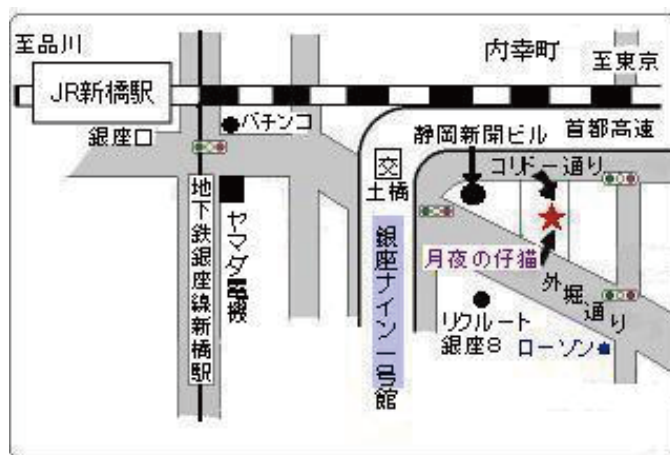 至品川
内幸町
至東京
JR新橋駅
パチンコ
銀座口
静岡新聞ビル
首都高速
交
土橋
コリドー通り
地下鉄銀座線新橋駅
ヤマダ電機
銀座ナイン一号館
月夜の仔猫
外堀通り
リクルート
銀座8
ローソン